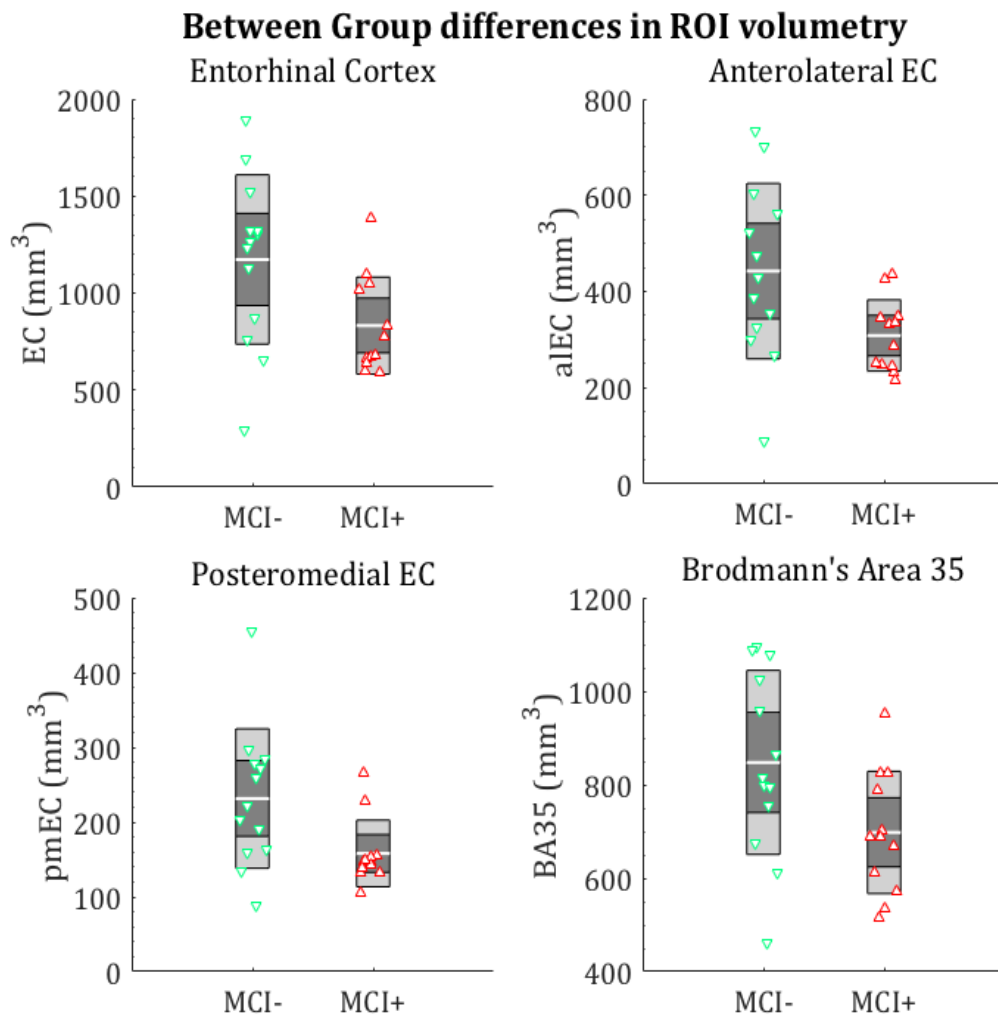 Between Group differences in ROI volumetry
Entorhinal Cortex
EC (mm³)
2000
1500
1000
500
0
MCI-
MCI+
Anterolateral EC
alEC (mm³)
800
600
400
200
0
MCI-
MCI+
Posteromedial EC
pmEC (mm³)
500
400
300
200
100
0
MCI-
MCI+
Brodmann's Area 35
BA35 (mm³)
1200
1000
800
600
400
MCI-
MCI+